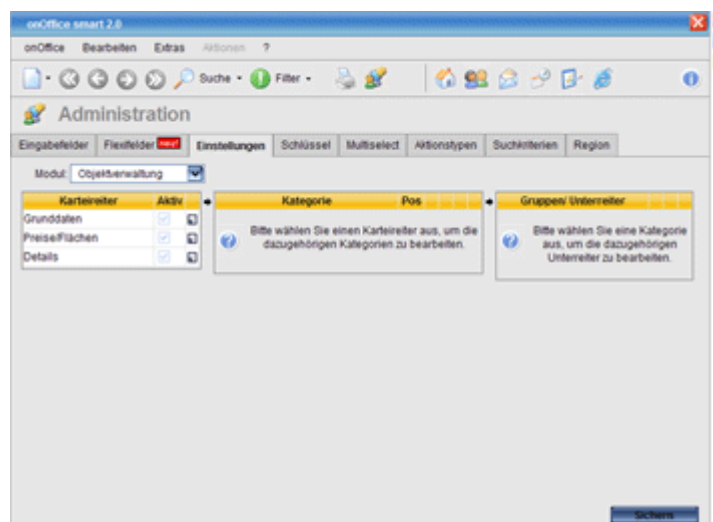 onOffice smart 2.0
onOffice Bearbeiten Extras Aktionen ?
Suche Filter
Administration
Eingabefelder Flexifelder neu! Einstellungen Schlüssel Multiselect Aktionstypen Suchkriterien Region
Modul: Objektverwaltung
Karteireiter Aktiv Kategorie Pos Gruppen/ Unterreiter
Grunddaten
Preise/Flächen
Details
Bitte wählen Sie einen Karteireiter aus, um die
dazugehörigen Kategorien zu bearbeiten.
Bitte wählen Sie eine Kategorie
aus, um die dazugehörigen
Unterreiter zu bearbeiten.
Sichern